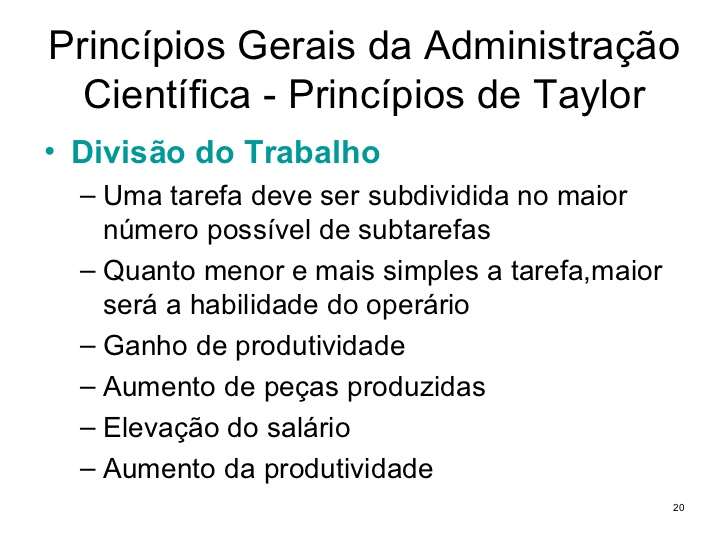 Princípios Gerais da Administração
Científica - Princípios de Taylor
• Divisão do Trabalho
– Uma tarefa deve ser subdividida no maior
número possível de subtarefas
– Quanto menor e mais simples a tarefa,maior
será a habilidade do operário
– Ganho de produtividade
– Aumento de peças produzidas
– Elevação do salário
– Aumento da produtividade
20